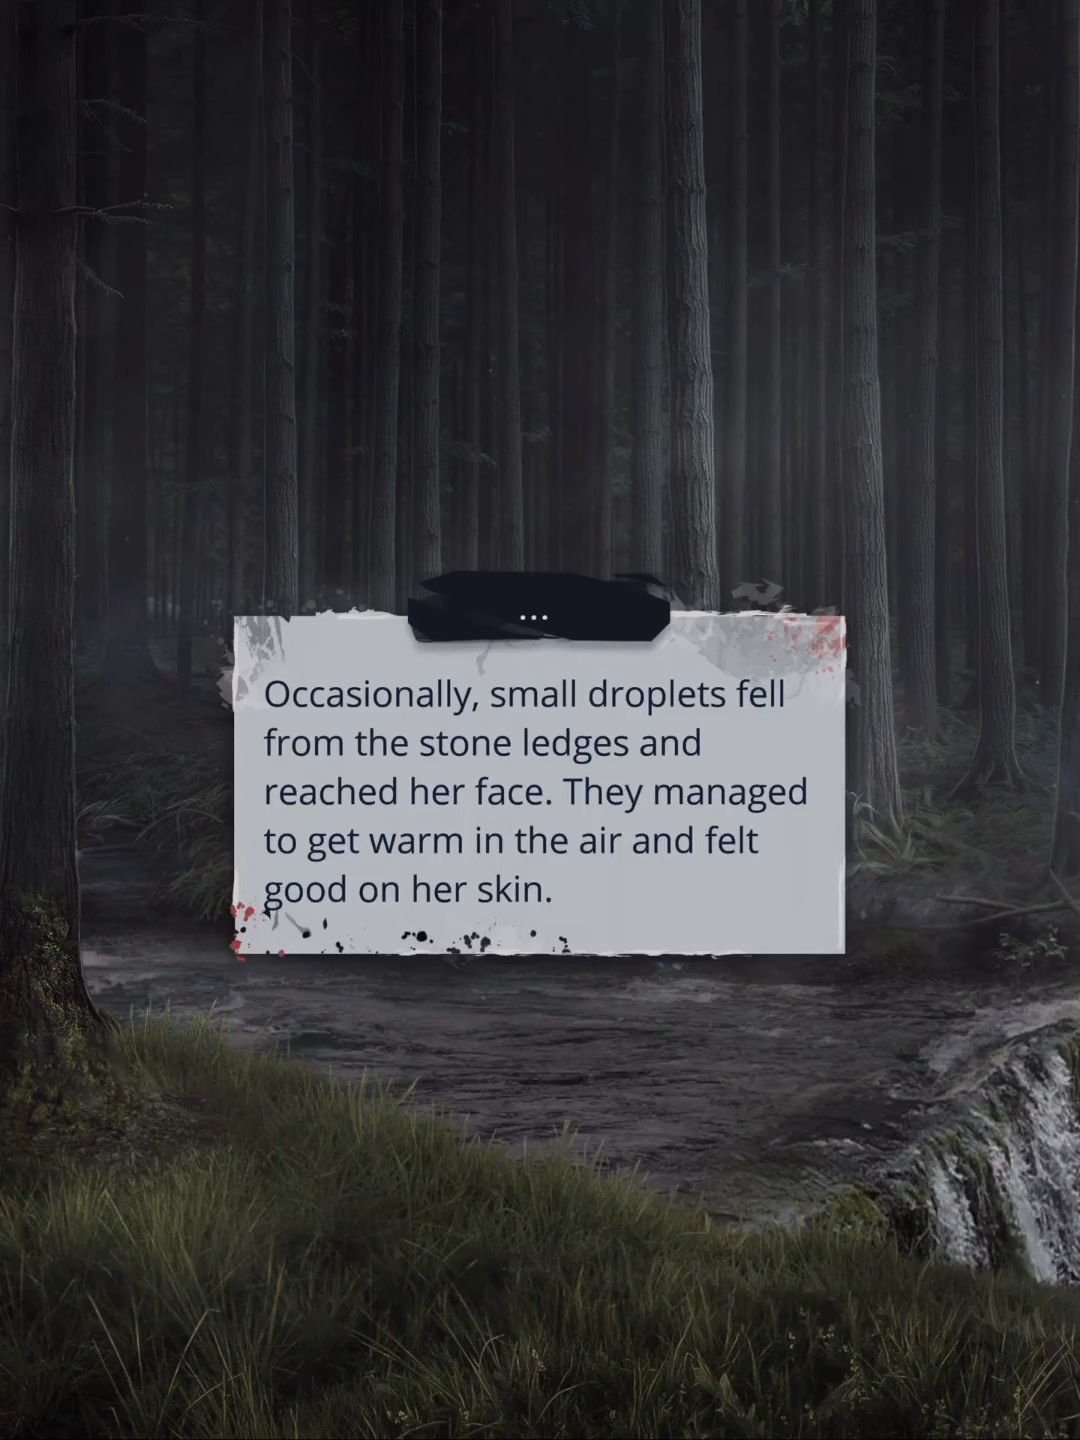 ...
Occasionally, small droplets fell
from the stone ledges and
reached her face. They managed
to get warm in the air and felt
good on her skin.